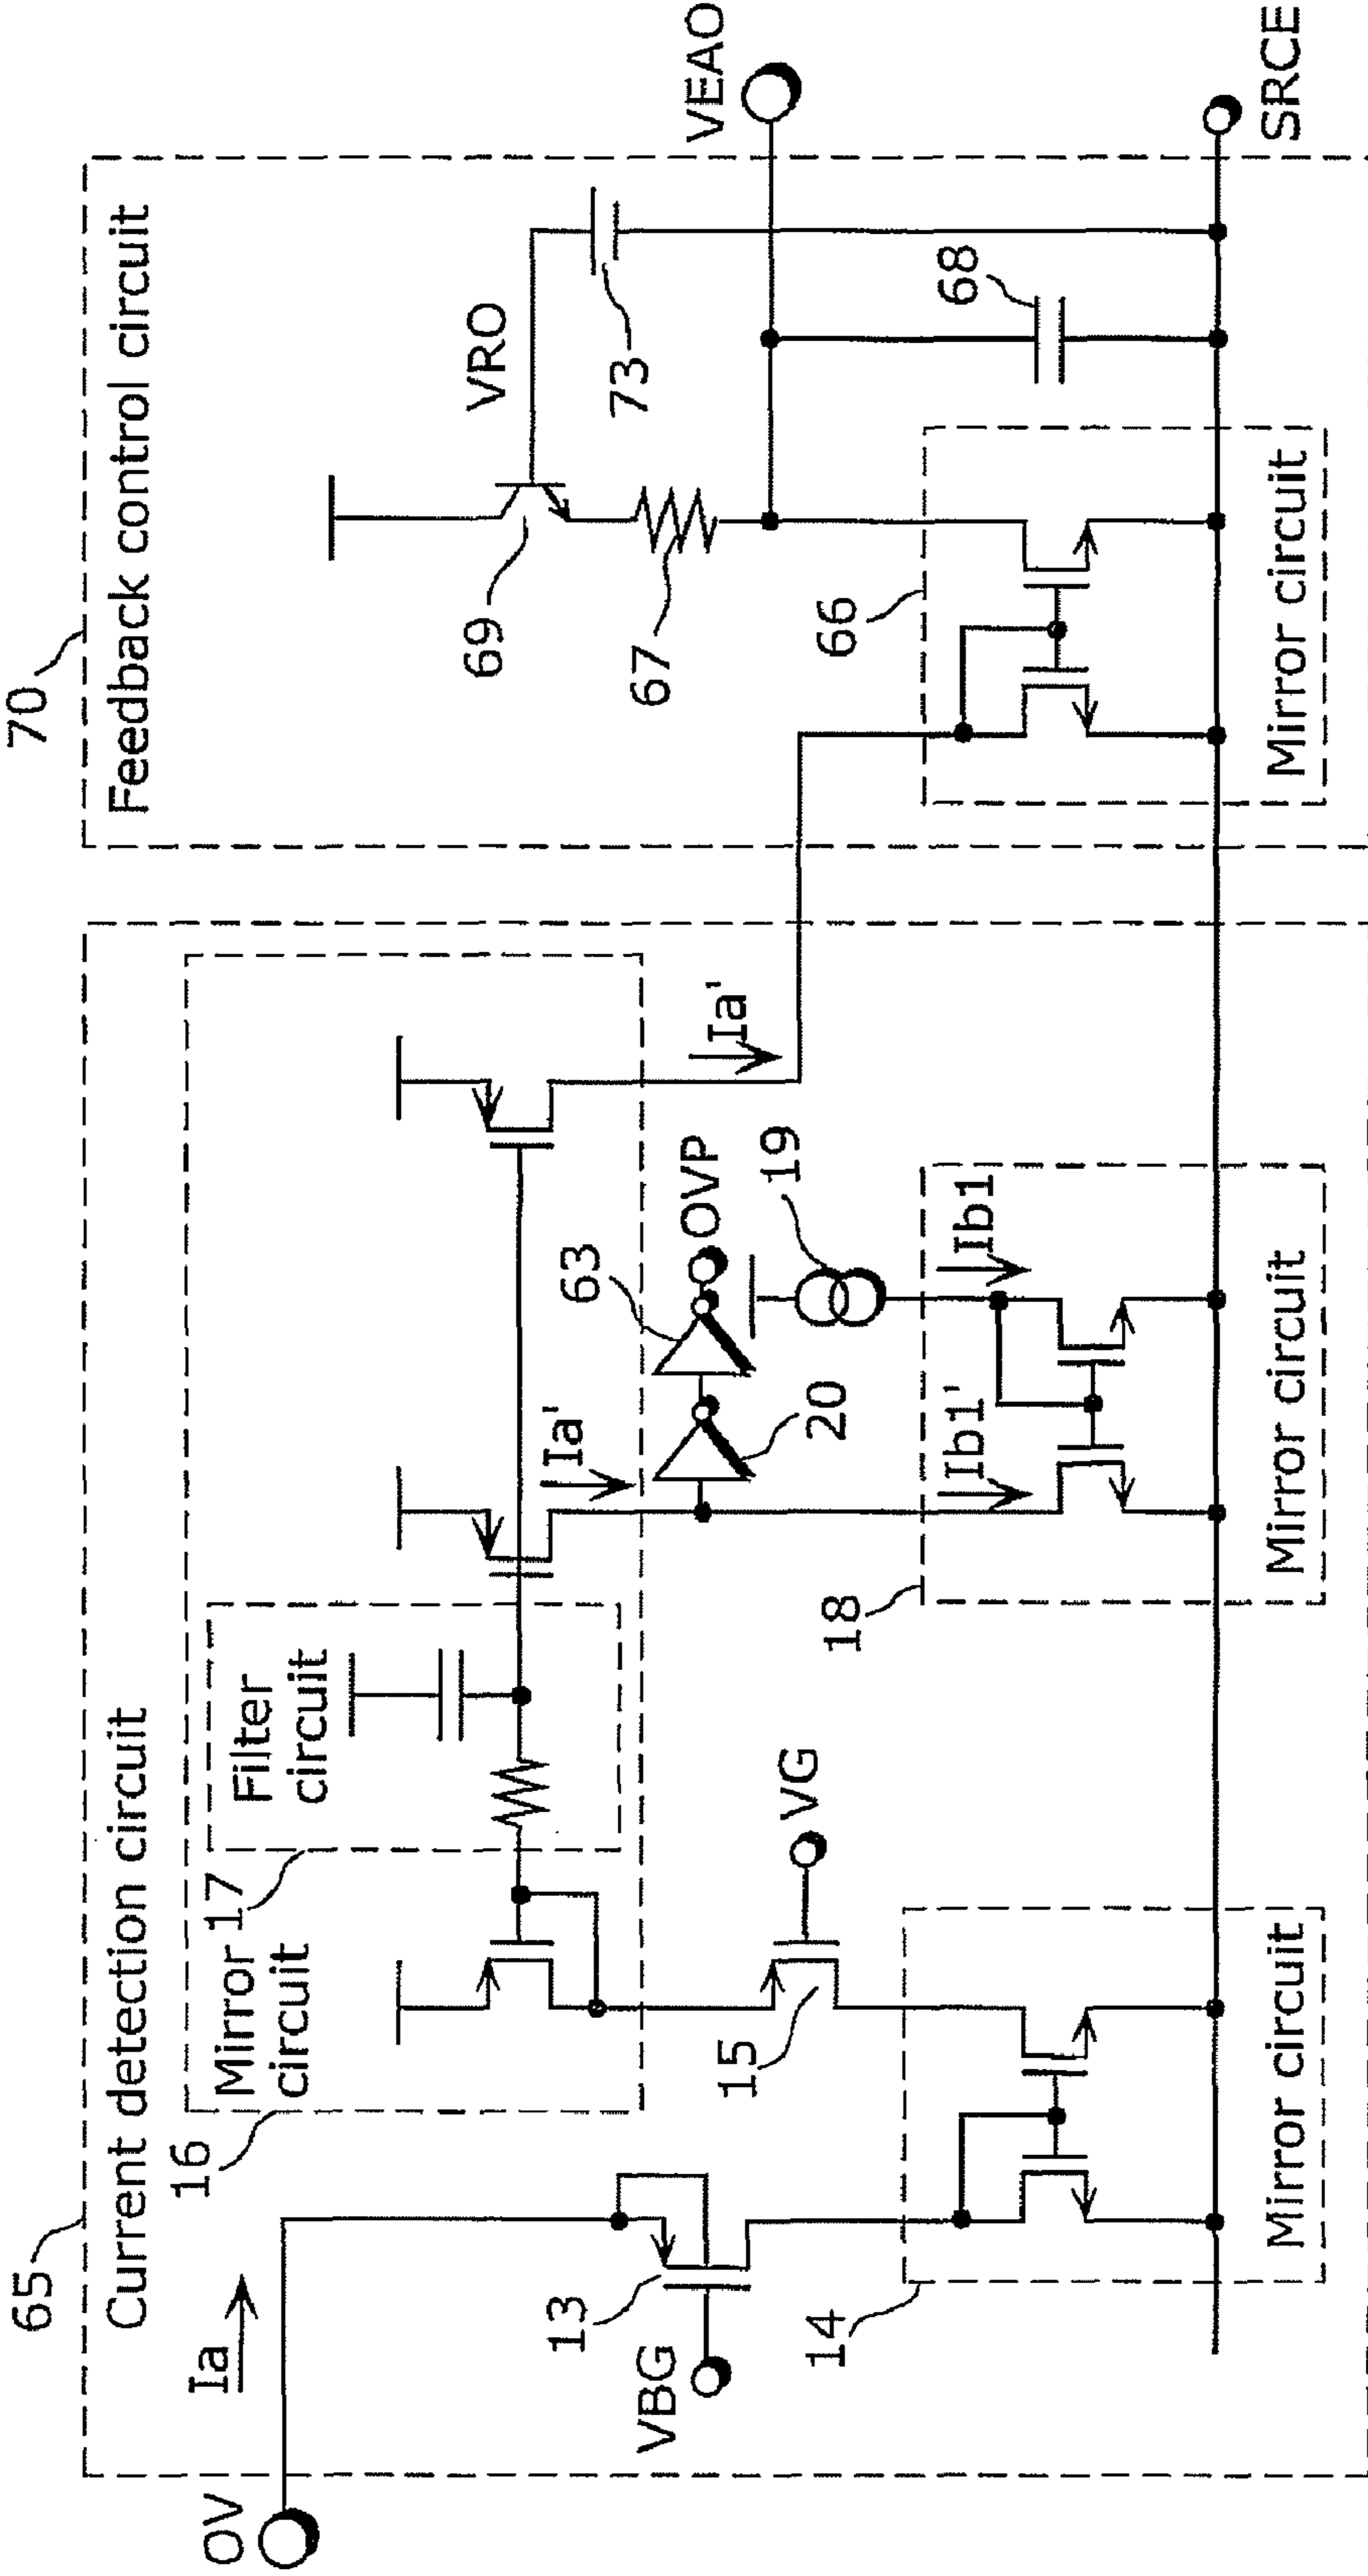 70
Feedback control circuit
VRO
69
67
73
VEAO
68
66
Mirror circuit
SRCE
65
Current detection circuit
OV
Ia
16
Mirror
circuit
17
Filter
circuit
Ia'
Ia'
13
VBG
15
VG
20
63
OVP
19
14
Mirror circuit
18
Ib1'
Ib1
Mirror circuit